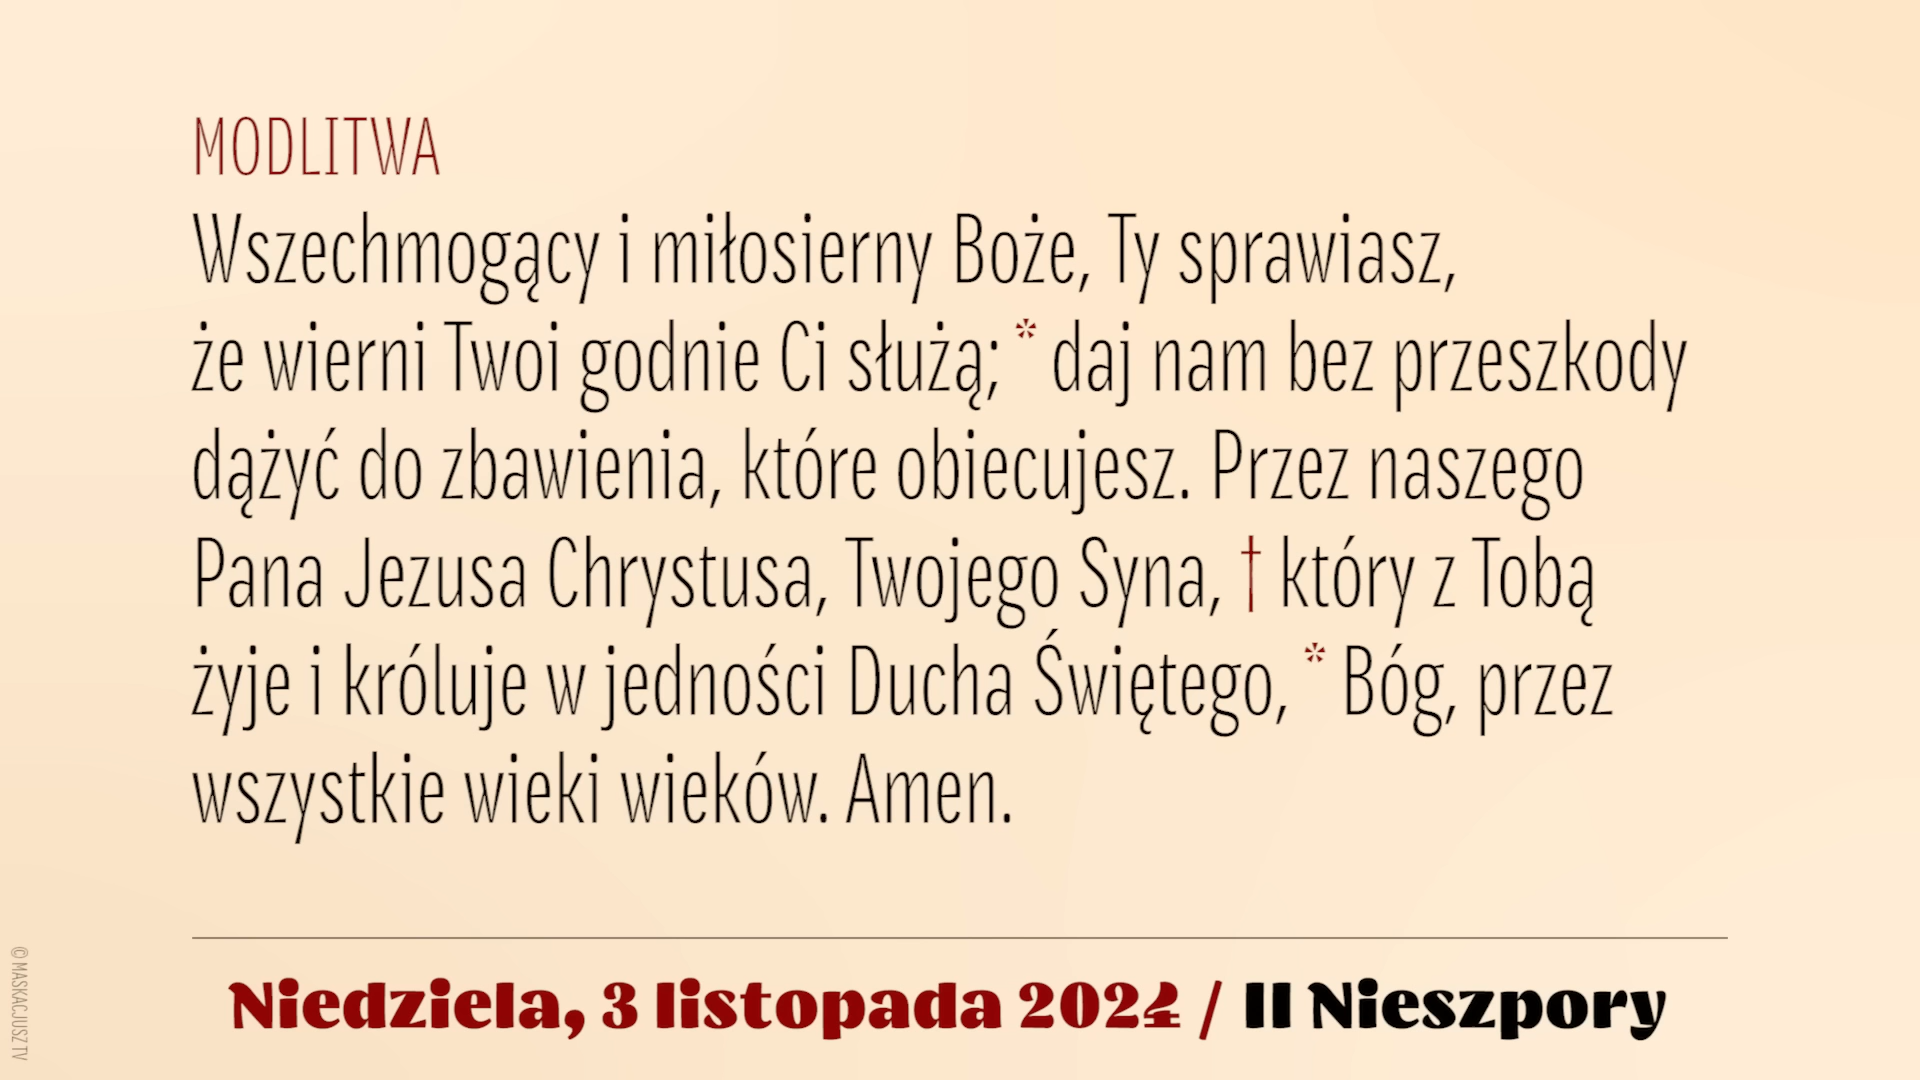 MODLITWA
Wszechmogący i miłosierny Boże, Ty sprawiasz,
że wierni Twoi godnie Ci służą; * daj nam bez przeszkody
dążyć do zbawienia, które obiecujesz. Przez naszego
Pana Jezusa Chrystusa, Twojego Syna, † który z Tobą
żyje i króluje w jedności Ducha Świętego, * Bóg, przez
wszystkie wieki wieków. Amen.
Niedziela, 3 listopada 2024 / II Nieszpory
© MASKACJUSZ TV